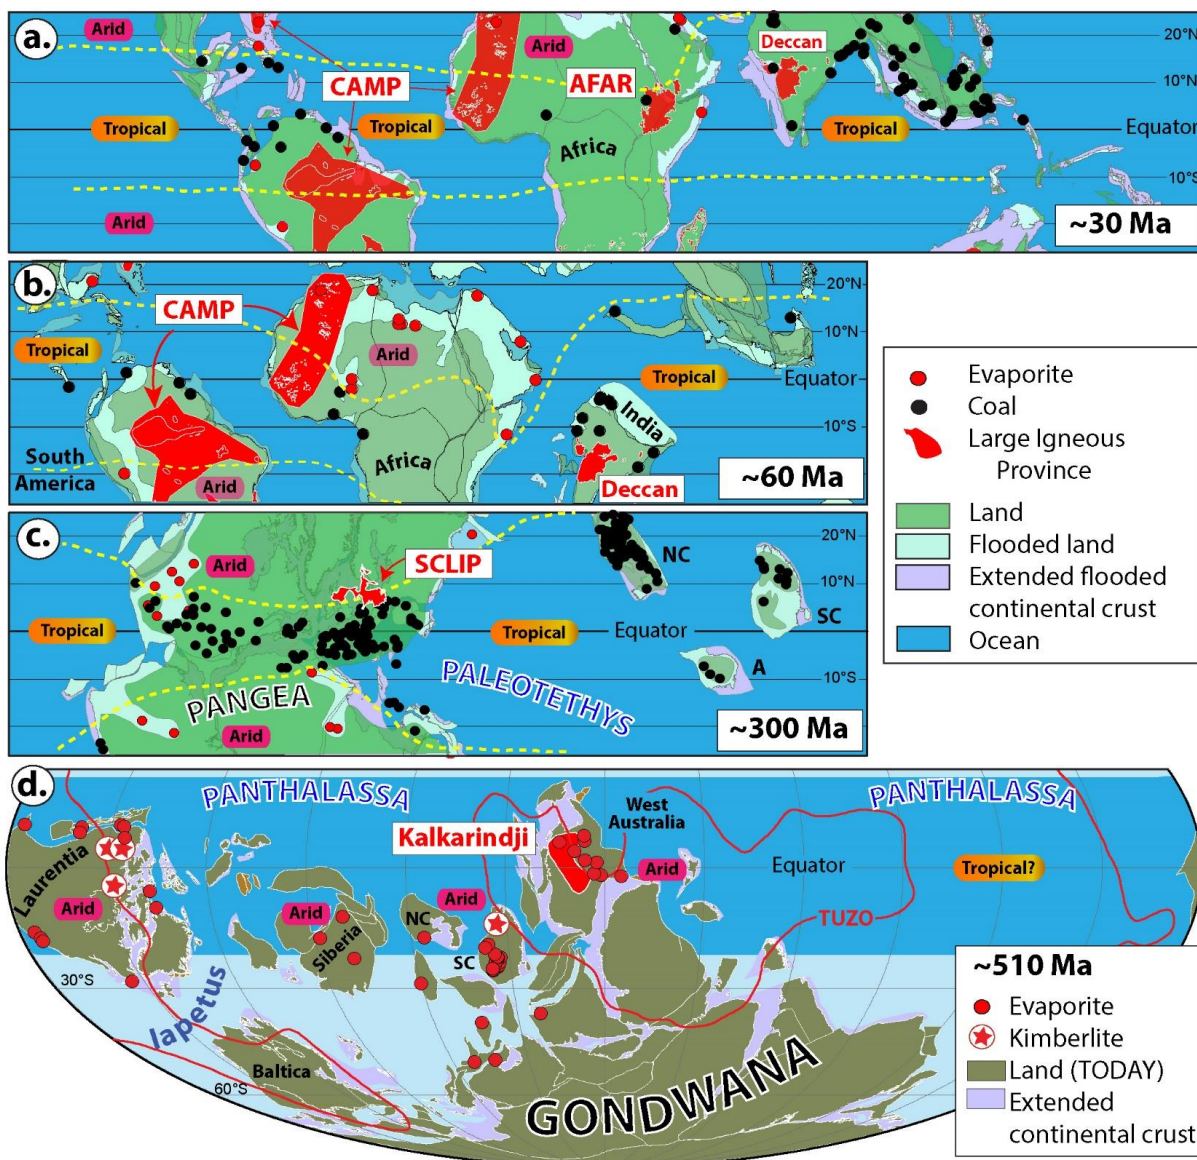 a.
Arid
CAMP
Arid
AFAR
Deccan
20°N
10°N
Tropical
Tropical
Africa
Tropical
Equator
10°S
Arid
~30 Ma
b.
CAMP
Tropical
Arid
Tropical
20°N
10°N
Equator
10°S
India
South
America
Arid
Africa
Deccan
~60 Ma
c.
Arid
SCLIP
NC
20°N
10°N
SC
Tropical
Tropical
Equator
A
10°S
PANGEA
PALEOTETHYS
Arid
~300 Ma
Evaporite
Coal
Large Igneous
Province
Land
Flooded land
Extended flooded
continental crust
Ocean
d.
PANTHALASSA
PANTHALASSA
West
Australia
Kalkarindji
Laurentia
Arid
Equator
Tropical?
Arid
Arid
Arid
NC
TUZO
Siberia
SC
30°S
Iapetus
Baltica
60°S
GONDWANA
~510 Ma
Evaporite
Kimberlite
Land (TODAY)
Extended
continental crust